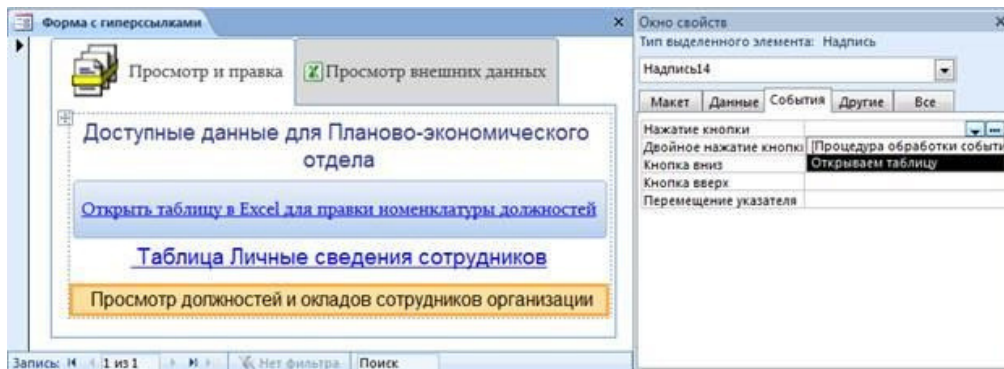 Форма с гиперссылками
Просмотр и правка
Просмотр внешних данных
Доступные данные для Планово-экономического
отдела
Открыть таблицу в Excel для правки номенклатуры должностей
Таблица Личные сведения сотрудников
Просмотр должностей и окладов сотрудников организации
Запись: 1 из 1 Нет фильтра Поиск
Окно свойств
Тип выделенного элемента: Надпись
Надпись14
Макет Данные События Другие Все
Нажатие кнопки
Двойное нажатие кнопки [Процедура обработки событи
Кнопка вниз Открываем таблицу
Кнопка вверх
Перемещение указателя